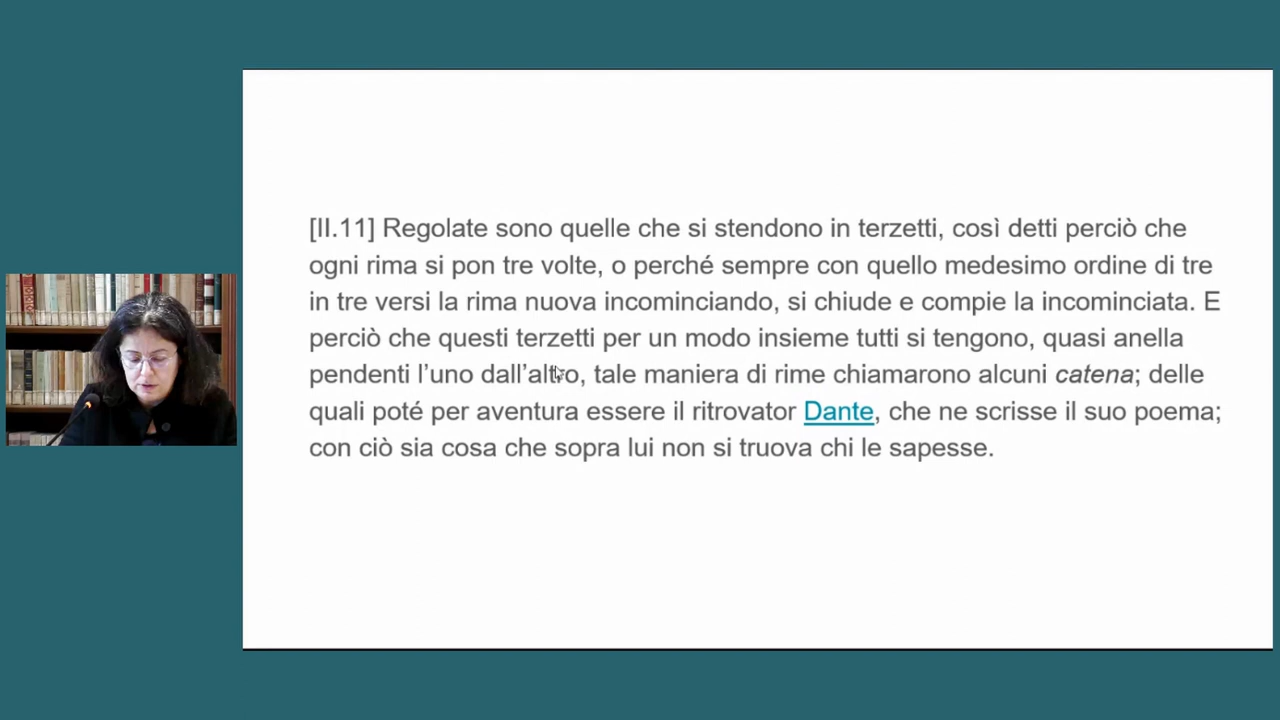 [II.11] Regolate sono quelle che si stendono in terzetti, così detti perciò che
ogni rima si pon tre volte, o perché sempre con quello medesimo ordine di tre
in tre versi la rima nuova incominciando, si chiude e compie la incominciata. E
perciò che questi terzetti per un modo insieme tutti si tengono, quasi anella
pendenti l’uno dall’altro, tale maniera di rime chiamarono alcuni catena; delle
quali poté per aventura essere il ritrovator Dante, che ne scrisse il suo poema;
con ciò sia cosa che sopra lui non si truova chi le sapesse.